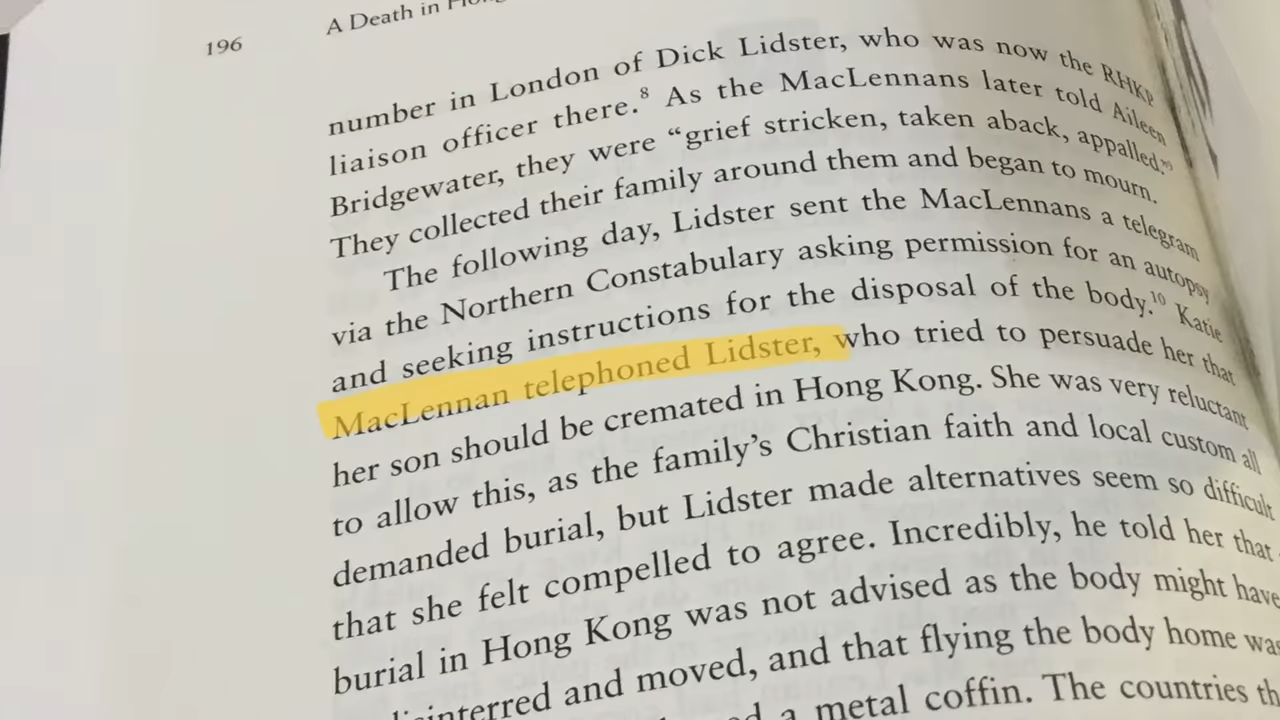 196
A Death in
number in London of Dick Lidster, who was now the RHKP
liaison officer there.⁸ As the MacLennans later told Aileen
Bridgewater, they were “grief stricken, taken aback, appalled.”⁹
They collected their family around them and began to mourn.
The following day, Lidster sent the MacLennans a telegram
via the Northern Constabulary asking permission for an autopsy
and seeking instructions for the disposal of the body.¹⁰ Katie
MacLennan telephoned Lidster, who tried to persuade her that
her son should be cremated in Hong Kong. She was very reluctant
to allow this, as the family’s Christian faith and local custom all
demanded burial, but Lidster made alternatives seem so difficult
that she felt compelled to agree. Incredibly, he told her that
burial in Hong Kong was not advised as the body might have
and moved, and that flying the body home was
a metal coffin. The countries